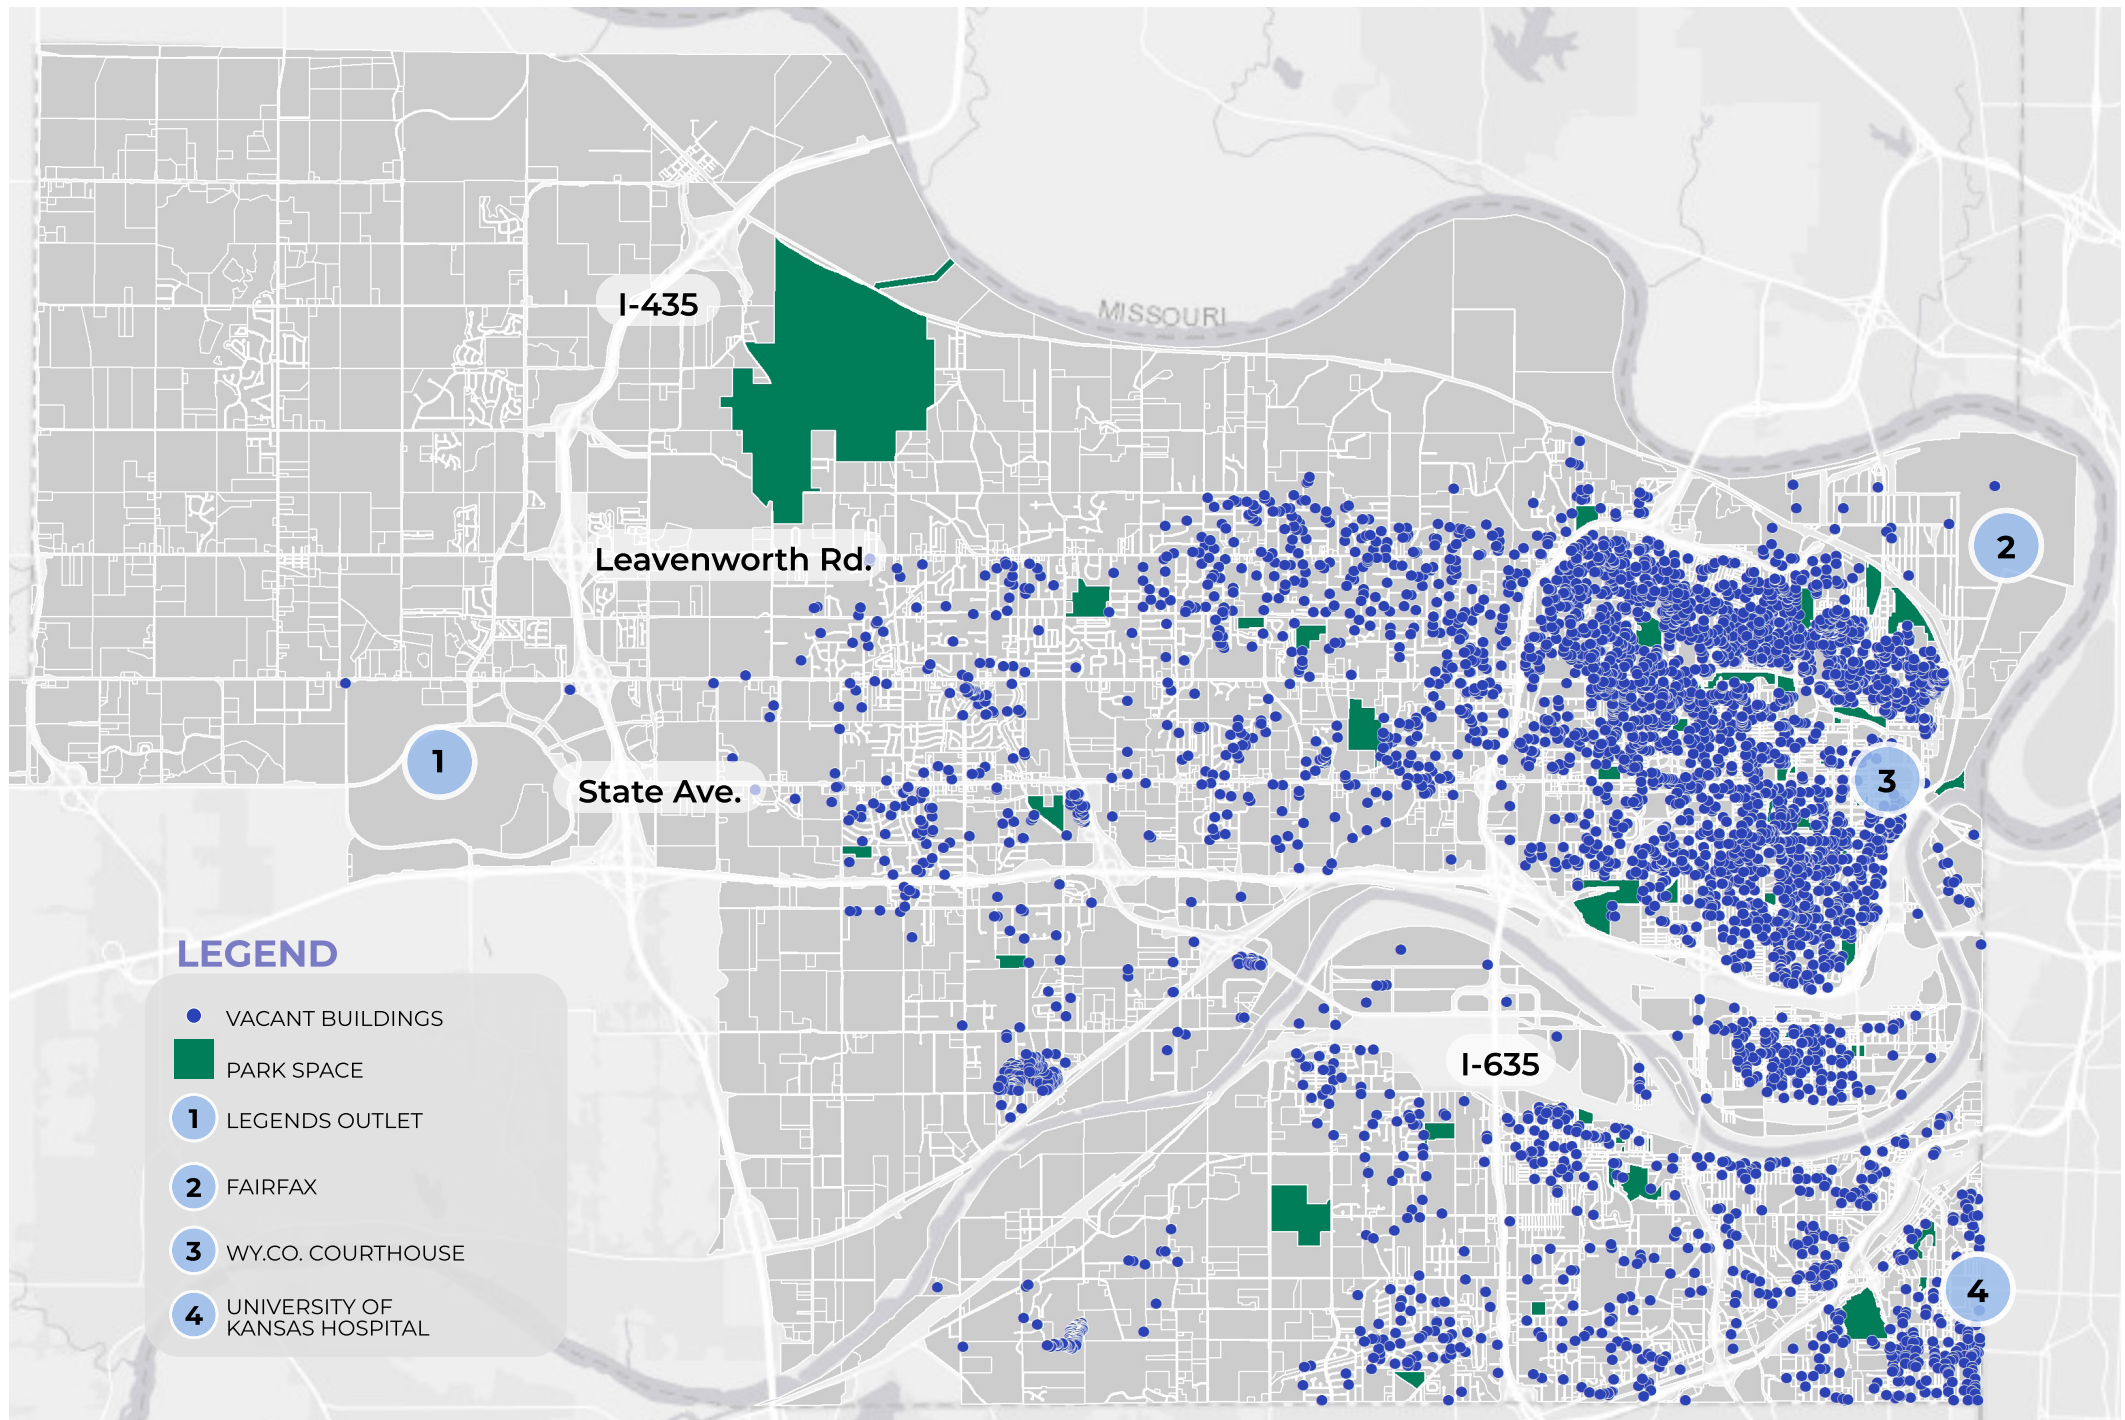 MISSOURI
I-435
2
Leavenworth Rd.
1
State Ave.
3
I-635
4
LEGEND
VACANT BUILDINGS
PARK SPACE
1 LEGENDS OUTLET
2 FAIRFAX
3 WY.CO. COURTHOUSE
4 UNIVERSITY OF
KANSAS HOSPITAL